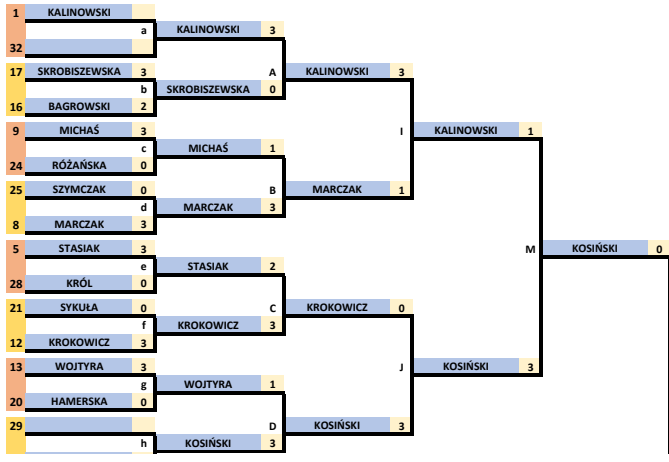 1 KALINOWSKI
a KALINOWSKI 3
32
17 SKROBISZEWSKA 3 A KALINOWSKI 3
b SKROBISZEWSKA 0
16 BAGROWSKI 2
9 MICHAŚ 3 I KALINOWSKI 1
c MICHAŚ 1
24 RÓŻAŃSKA 0
25 SZYMCZAK 0 B MARCZAK 1
d MARCZAK 3
8 MARCZAK 3
5 STASIAK 3 M KOSIŃSKI 0
e STASIAK 2
28 KRÓL 0
21 SYKUŁA 0 C KROKOWICZ 0
f KROKOWICZ 3
12 KROKOWICZ 3
13 WOJTYRA 3 J KOSIŃSKI 3
g WOJTYRA 1
20 HAMERSKA 0
29 D KOSIŃSKI 3
h KOSIŃSKI 3